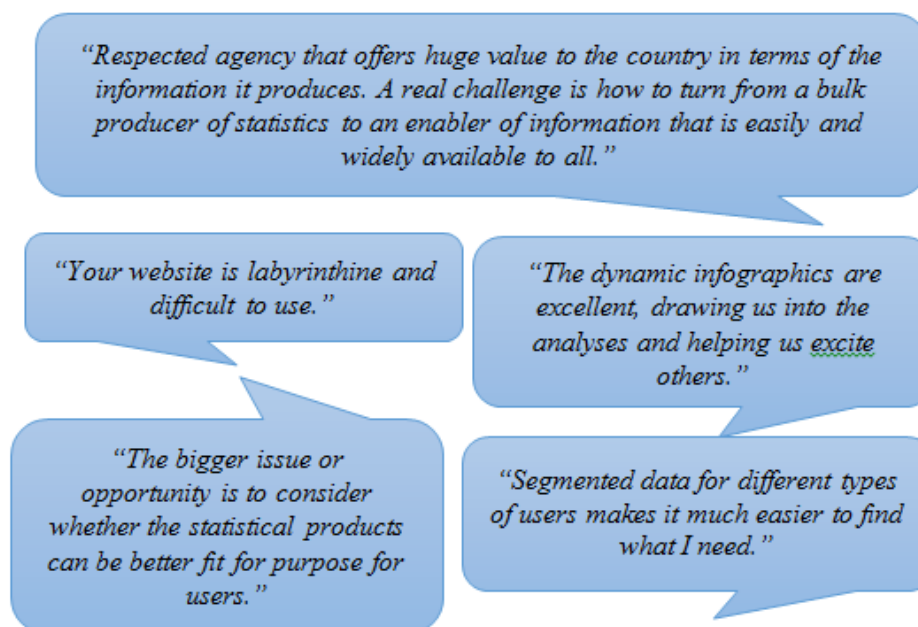 “Respected agency that offers huge value to the country in terms of the
information it produces. A real challenge is how to turn from a bulk
producer of statistics to an enabler of information that is easily and
widely available to all.”
“Your website is labyrinthine and
difficult to use.”
“The dynamic infographics are
excellent, drawing us into the
analyses and helping us excite
others.”
“The bigger issue or
opportunity is to consider
whether the statistical products
can be better fit for purpose for
users.”
“Segmented data for different types
of users makes it much easier to find
what I need.”